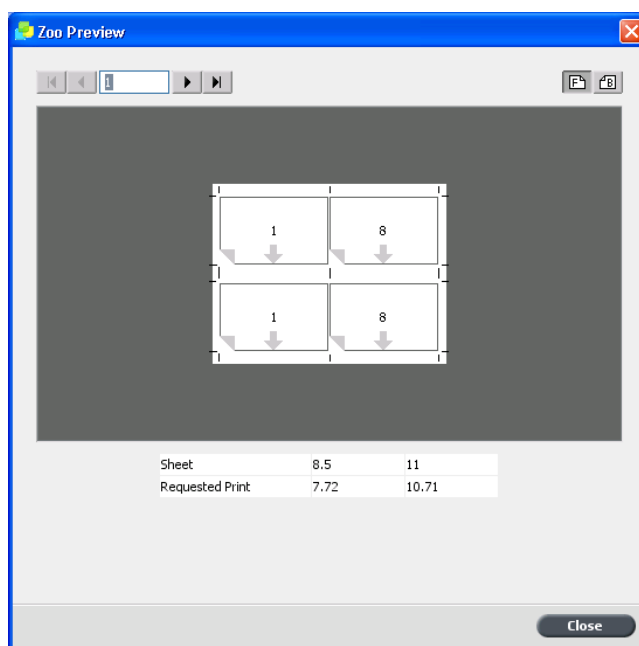 Zoo Preview
1
F B
1 8
1 8
Sheet 8.5 11
Requested Print 7.72 10.71
Close